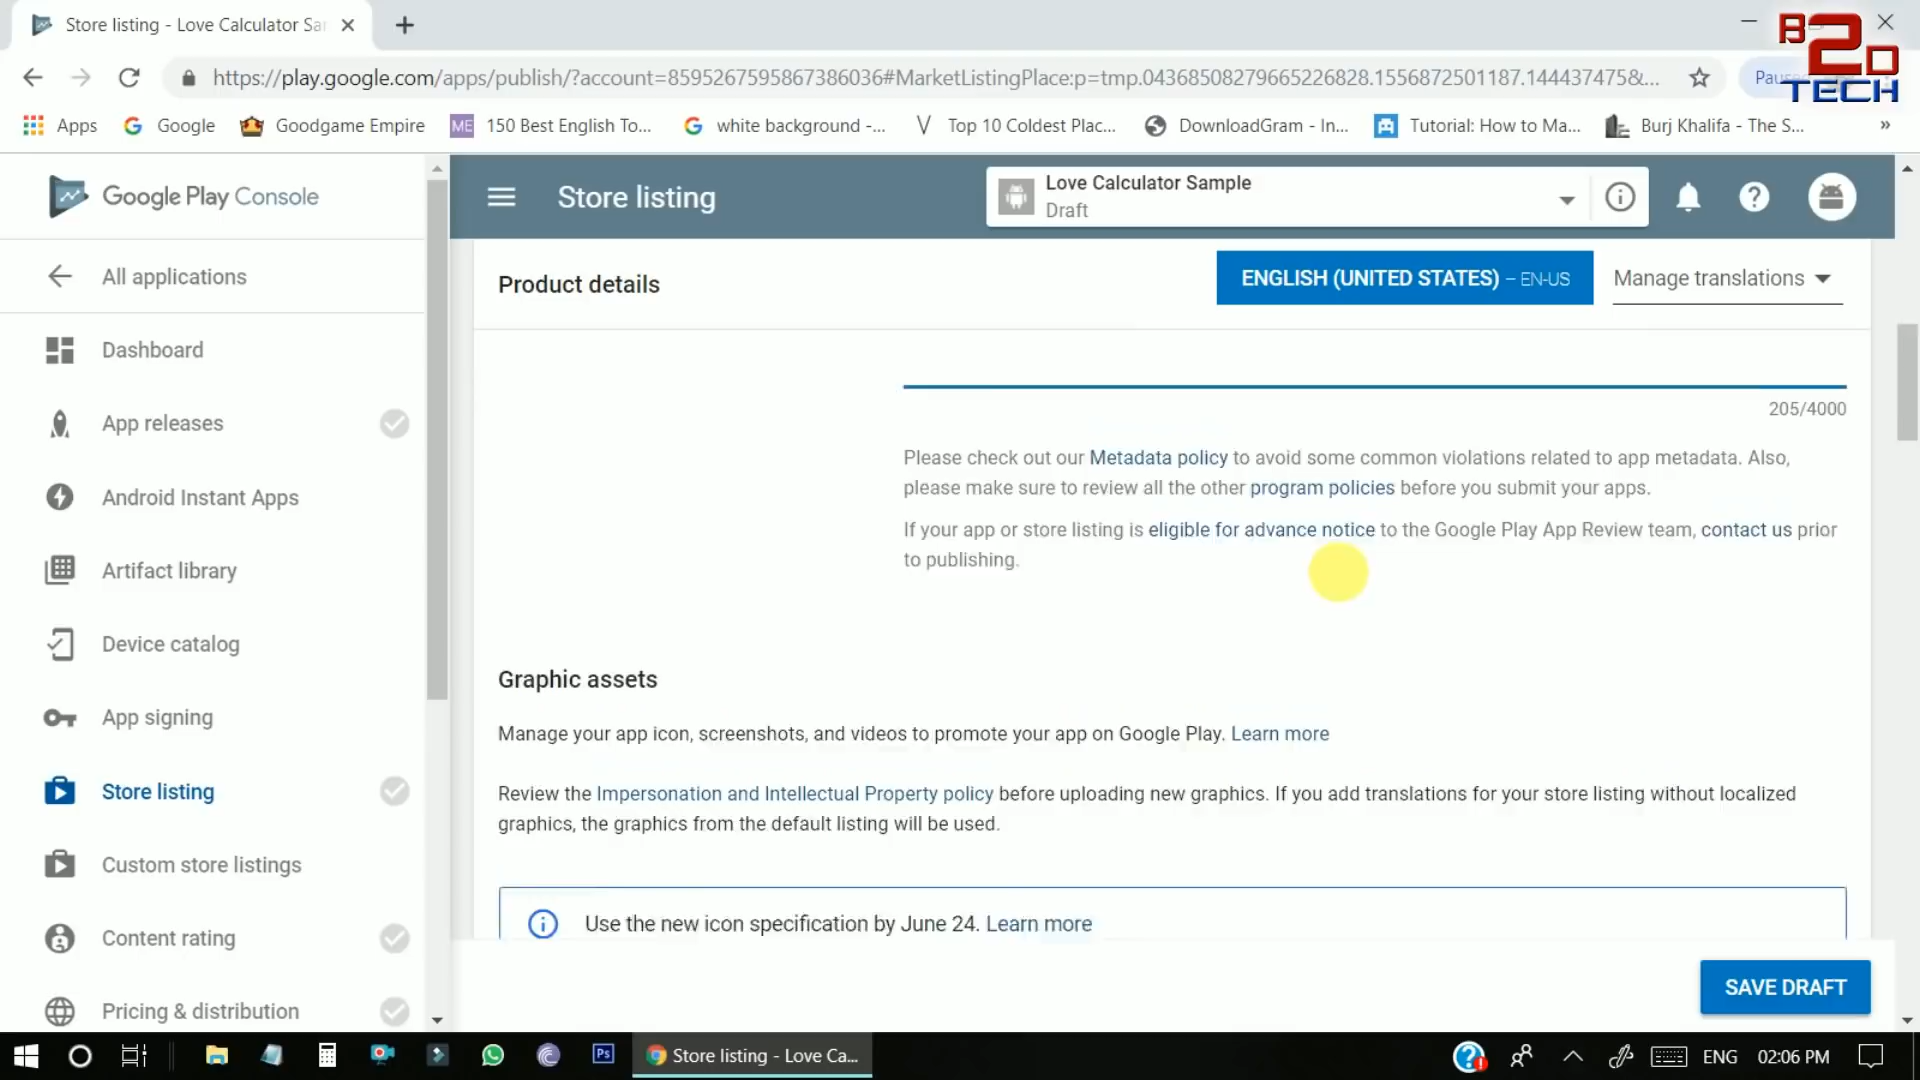 Store listing - Love Calculator Sa
B2D
TECH
https://play.google.com/apps/publish/?account=8595267595867386036#MarketListingPlace:p=tmp.04368508279665226828.1556872501187.144437475&...
Apps
Google
Goodgame Empire
ME
150 Best English To...
white background -...
Top 10 Coldest Plac...
DownloadGram - In...
Tutorial: How to Ma...
Burj Khalifa - The S...
»
Google Play Console
Store listing
Love Calculator Sample
Draft
All applications
Product details
ENGLISH (UNITED STATES) – EN-US
Manage translations
Dashboard
App releases
Android Instant Apps
Artifact library
Device catalog
App signing
Store listing
Custom store listings
Content rating
Pricing & distribution
205/4000
Please check out our Metadata policy to avoid some common violations related to app metadata. Also,
please make sure to review all the other program policies before you submit your apps.
If your app or store listing is eligible for advance notice to the Google Play App Review team, contact us prior
to publishing.
Graphic assets
Manage your app icon, screenshots, and videos to promote your app on Google Play. Learn more
Review the Impersonation and Intellectual Property policy before uploading new graphics. If you add translations for your store listing without localized
graphics, the graphics from the default listing will be used.
Use the new icon specification by June 24. Learn more
SAVE DRAFT
Ps
Store listing - Love Ca...
ENG
02:06 PM